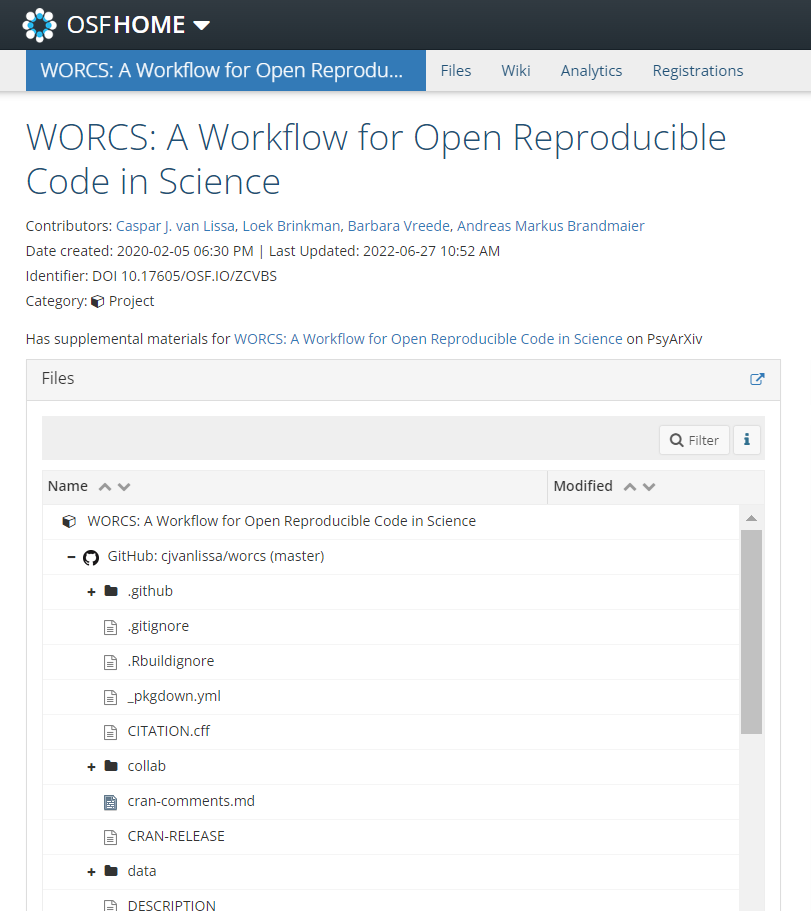 OSFHOME
WORCS: A Workflow for Open Reprodu... Files Wiki Analytics Registrations
WORCS: A Workflow for Open Reproducible
Code in Science
Contributors: Caspar J. van Lissa, Loek Brinkman, Barbara Vreede, Andreas Markus Brandmaier
Date created: 2020-02-05 06:30 PM | Last Updated: 2022-06-27 10:52 AM
Identifier: DOI 10.17605/OSF.IO/ZCVBS
Category: Project
Has supplemental materials for WORCS: A Workflow for Open Reproducible Code in Science on PsyArXiv
Files
Filter i
Name Modified
WORCS: A Workflow for Open Reproducible Code in Science
GitHub: cjvanlissa/worcs (master)
.github
.gitignore
.Rbuildignore
_pkgdown.yml
CITATION.cff
collab
cran-comments.md
CRAN-RELEASE
data
DESCRIPTION